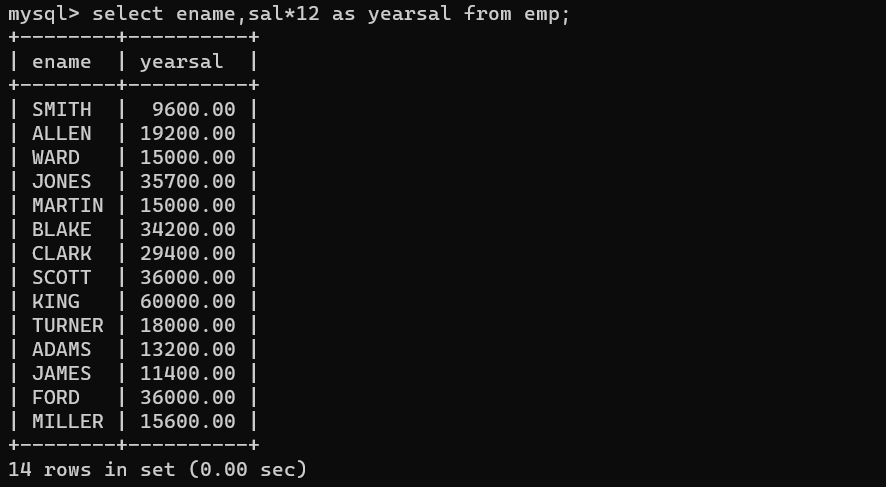 mysql> select ename,sal*12 as yearsal from emp;
+--------+----------+
| ename  | yearsal  |
+--------+----------+
| SMITH  |  9600.00 |
| ALLEN  | 19200.00 |
| WARD   | 15000.00 |
| JONES  | 35700.00 |
| MARTIN | 15000.00 |
| BLAKE  | 34200.00 |
| CLARK  | 29400.00 |
| SCOTT  | 36000.00 |
| KING   | 60000.00 |
| TURNER | 18000.00 |
| ADAMS  | 13200.00 |
| JAMES  | 11400.00 |
| FORD   | 36000.00 |
| MILLER | 15600.00 |
+--------+----------+
14 rows in set (0.00 sec)